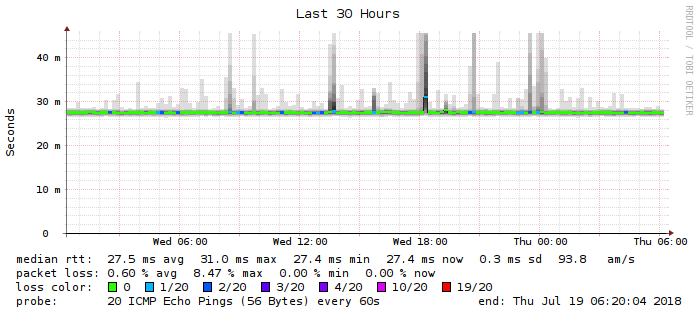 Last 30 Hours
RRDTOOL / TOBI OETIKER
Seconds
40 m
30 m
20 m
10 m
0
Wed 06:00 Wed 12:00 Wed 18:00 Thu 00:00 Thu 06:00
median rtt: 27.5 ms avg 31.0 ms max 27.4 ms min 27.4 ms now 0.3 ms sd 93.8 am/s
packet loss: 0.60 % avg 8.47 % max 0.00 % min 0.00 % now
loss color: 0 1/20 2/20 3/20 4/20 10/20 19/20
probe: 20 ICMP Echo Pings (56 Bytes) every 60s end: Thu Jul 19 06:20:04 2018